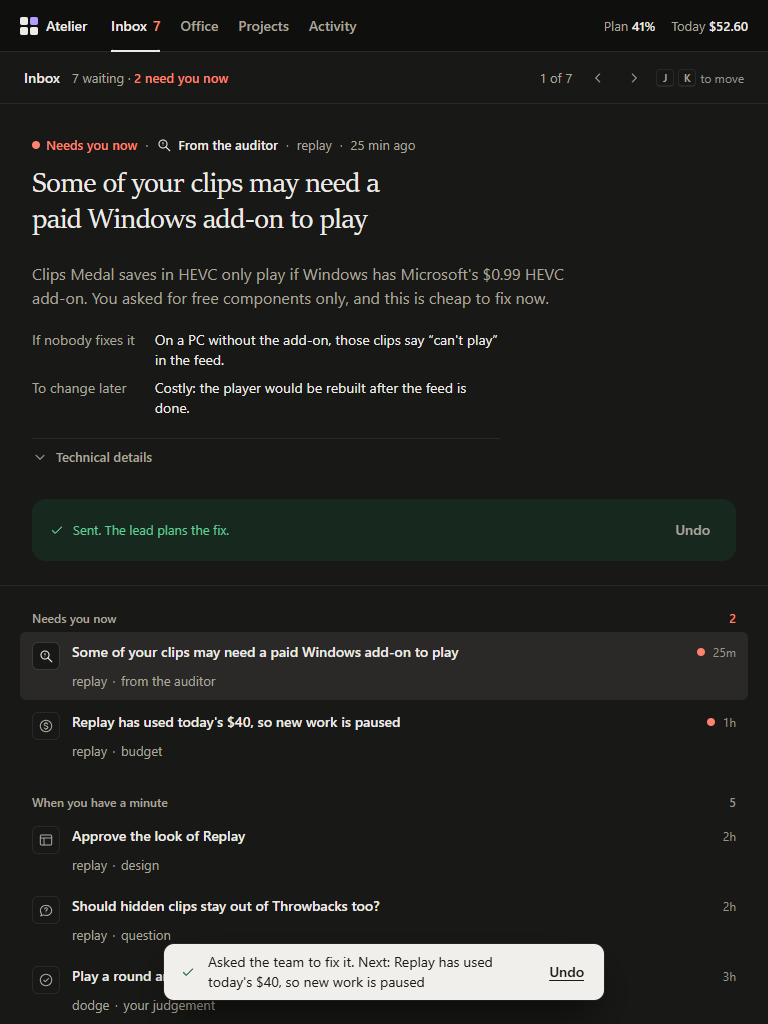 Atelier
Inbox 7
Office
Projects
Activity
Plan 41%
Today $52.60
Inbox 7 waiting · 2 need you now
1 of 7
J K to move
Needs you now · From the auditor · replay · 25 min ago
Some of your clips may need a
paid Windows add-on to play
Clips Medal saves in HEVC only play if Windows has Microsoft's $0.99 HEVC
add-on. You asked for free components only, and this is cheap to fix now.
If nobody fixes it
On a PC without the add-on, those clips say “can't play”
in the feed.
To change later
Costly: the player would be rebuilt after the feed is
done.
Technical details
Sent. The lead plans the fix.
Undo
Needs you now
2
Some of your clips may need a paid Windows add-on to play
25m
replay · from the auditor
Replay has used today's $40, so new work is paused
1h
replay · budget
When you have a minute
5
Approve the look of Replay
2h
replay · design
Should hidden clips stay out of Throwbacks too?
2h
replay · question
Play a round
3h
dodge · your judgement
Asked the team to fix it. Next: Replay has used
today's $40, so new work is paused
Undo